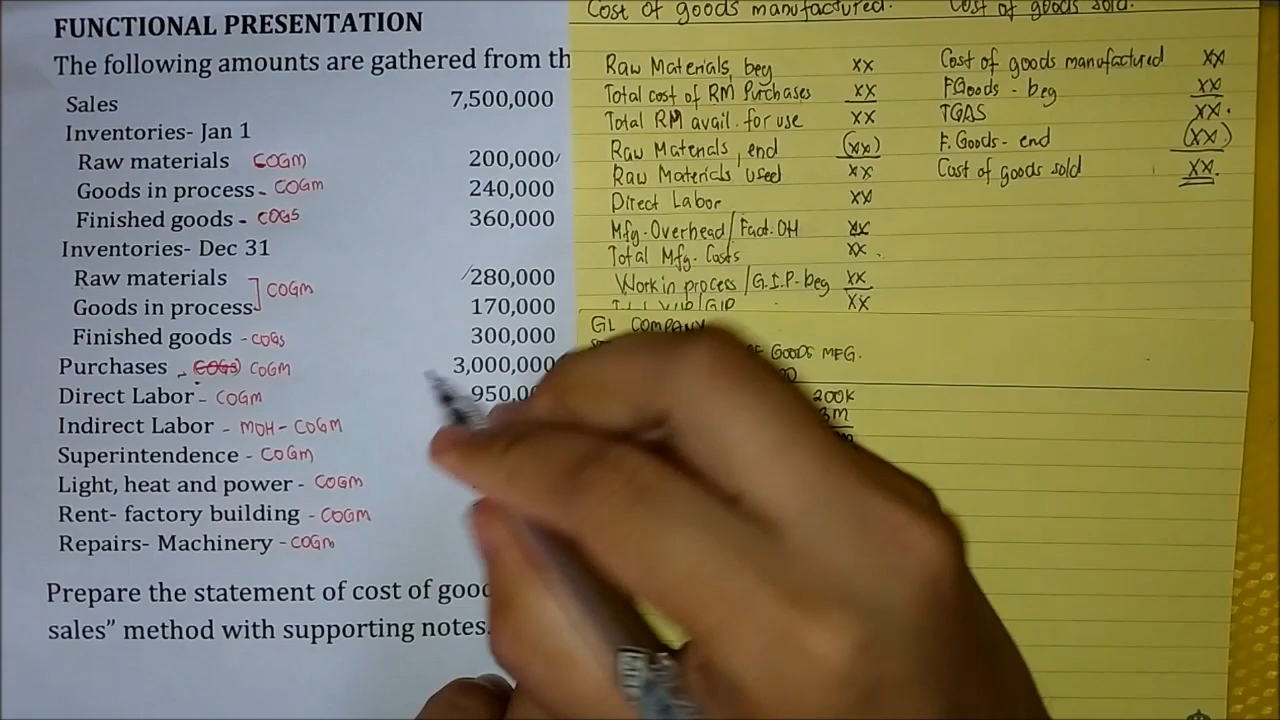 FUNCTIONAL PRESENTATION
The following amounts are gathered from th
Sales 7,500,000
Inventories- Jan 1
Raw materials COGM 200,000
Goods in process - COGM 240,000
Finished goods - COGS 360,000
Inventories- Dec 31
Raw materials 280,000
COGM
Goods in process 170,000
Finished goods - COGS 300,000
Purchases - COGS COGM 3,000,000
Direct Labor - COGM 950,0
Indirect Labor - MOH - COGM
Superintendence - COGM
Light, heat and power - COGM
Rent- factory building - COGM
Repairs- Machinery - COGM
Prepare the statement of cost of good
sales” method with supporting notes.
Cost of goods manufactured. Cost of goods sold.
Raw Materials, beg xx
Total cost of RM Purchases xx
Total RM avail. for use xx
Raw Materials, end (xx)
Raw Materials used xx
Direct Labor xx
Mfg. Overhead / Fact. OH xx
Total Mfg. Costs xx
Work in process / G.I.P - beg xx
xx
Cost of goods manufactured xx
FGoods - beg xx
TGAS xx.
F. Goods - end (xx)
Cost of goods sold xx.
GL COMPANY
OF GOODS MFG.
200k
3m